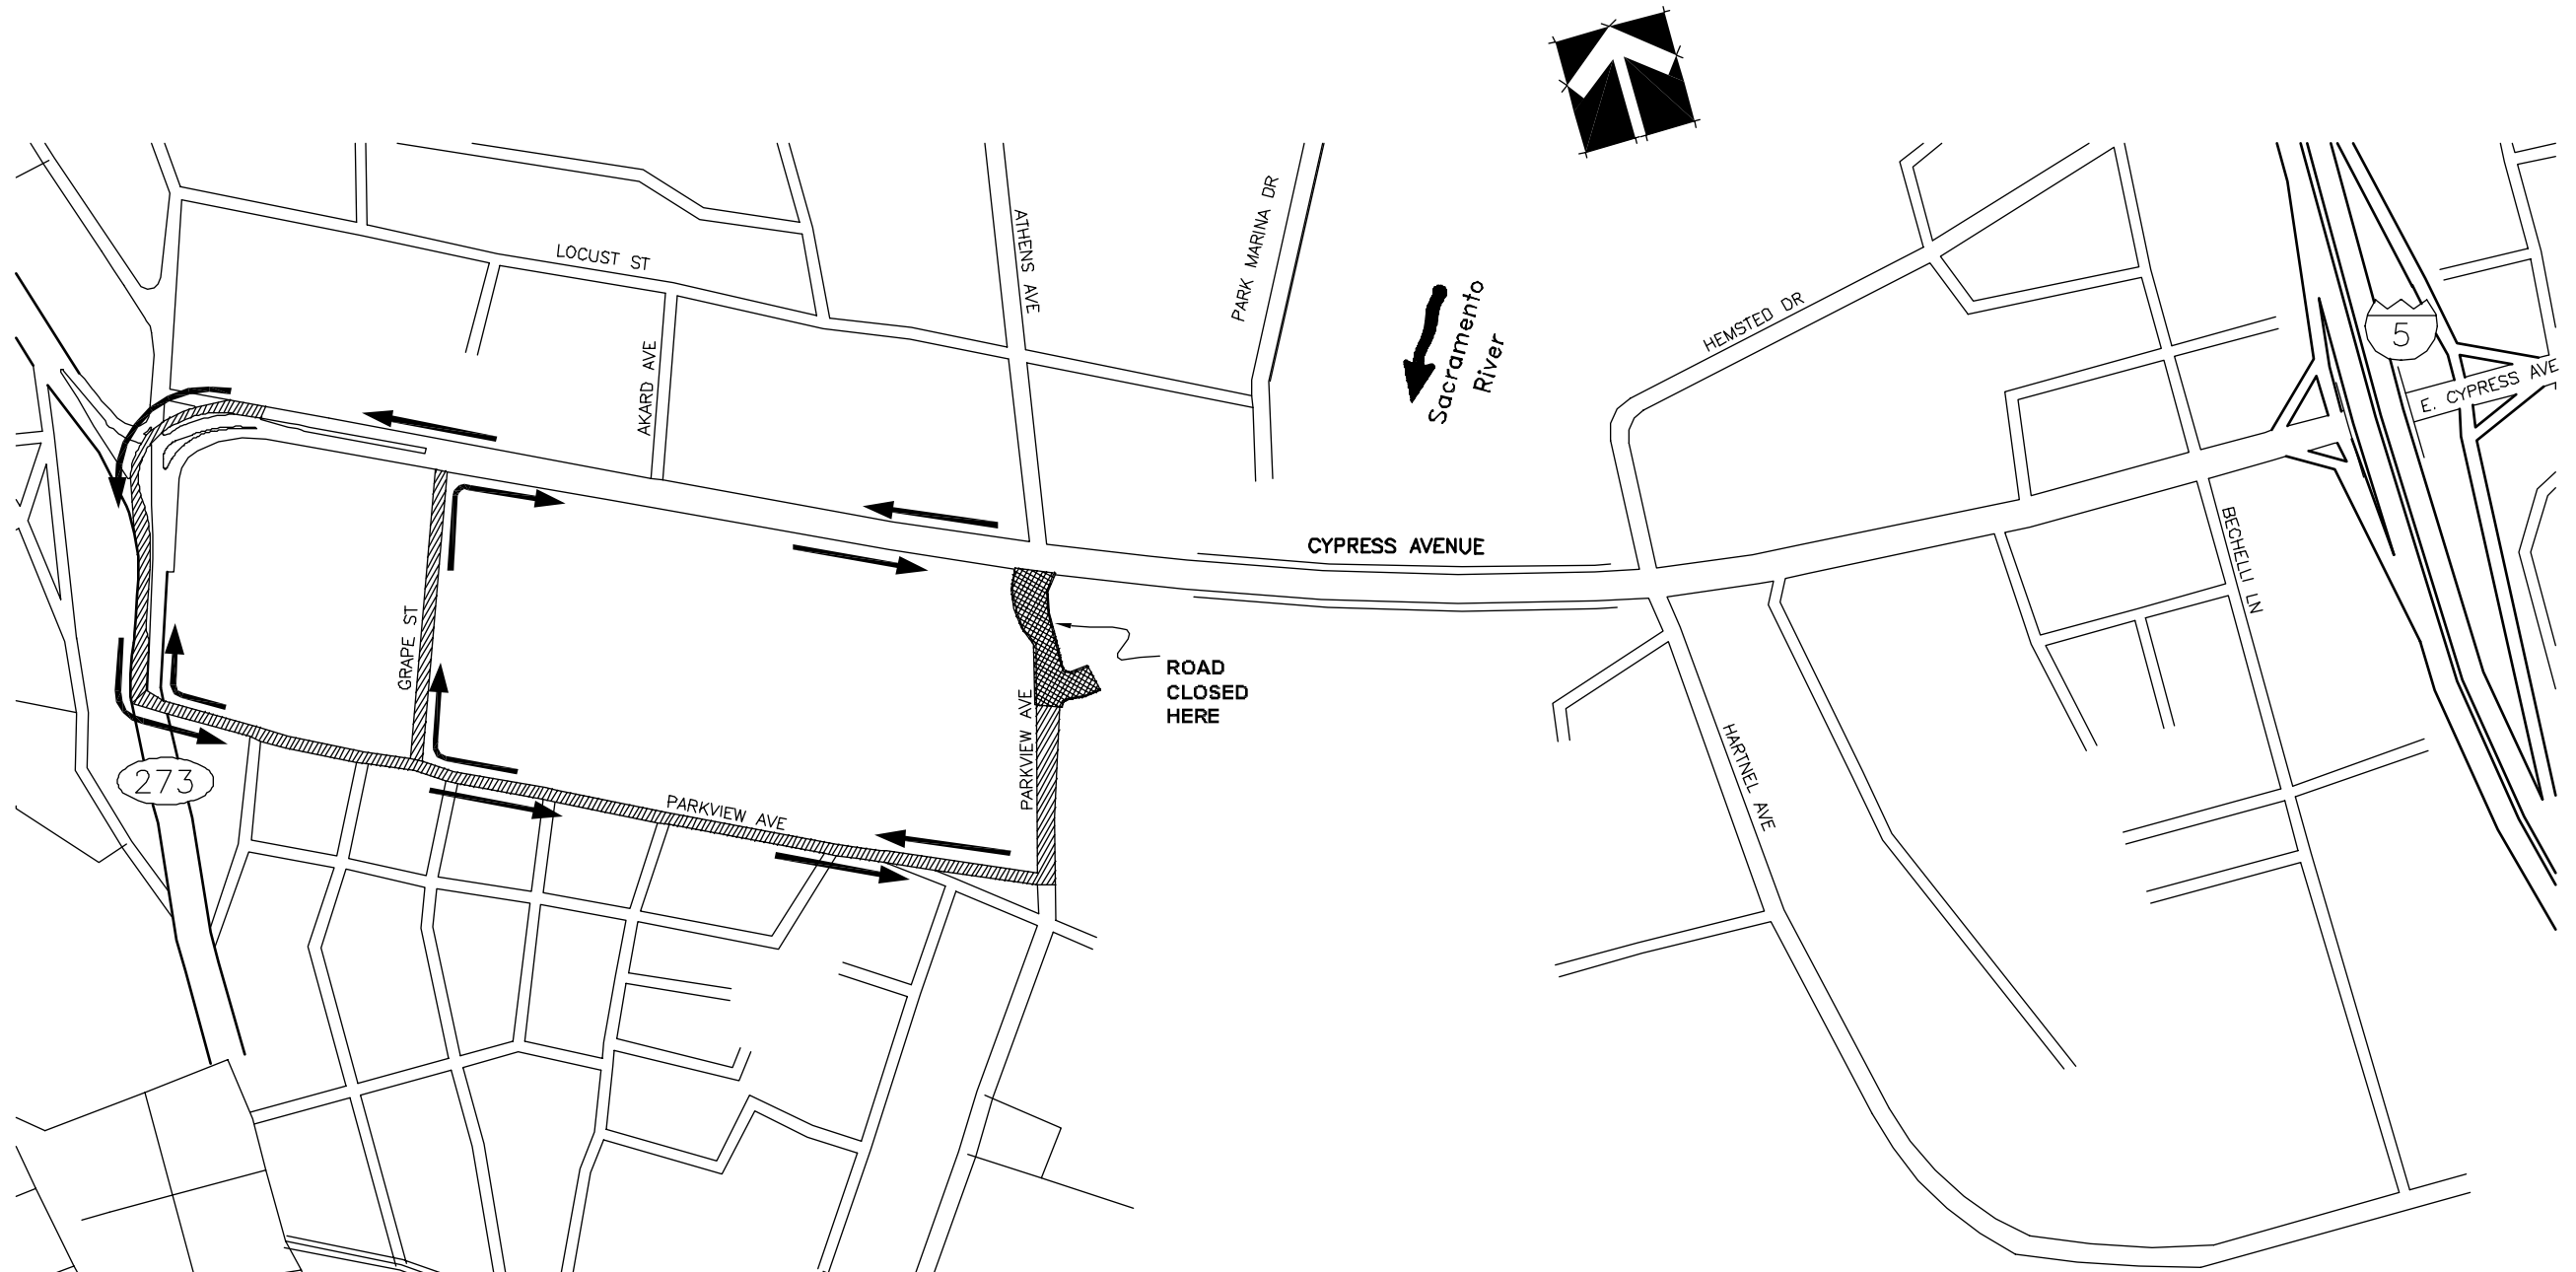 LOCUST ST
ATHENS AVE
PARK MARINA DR
Sacramento
River
HEMSTED DR
5
E. CYPRESS AVE
AKARD AVE
CYPRESS AVENUE
BECHELLI LN
GRAPE ST
ROAD
CLOSED
HERE
PARKVIEW AVE
HARTNEL AVE
273
PARKVIEW AVE